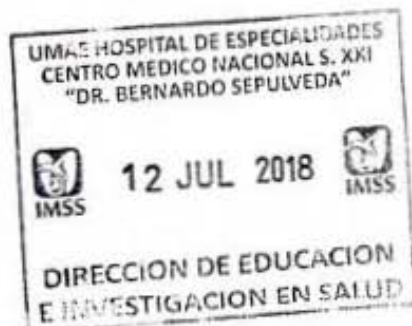 UMAE HOSPITAL DE ESPECIALIDADES
CENTRO MEDICO NACIONAL S. XXI
"DR. BERNARDO SEPULVEDA"
12 JUL 2018
IMSS
IMSS
DIRECCION DE EDUCACION
E INVESTIGACION EN SALUD